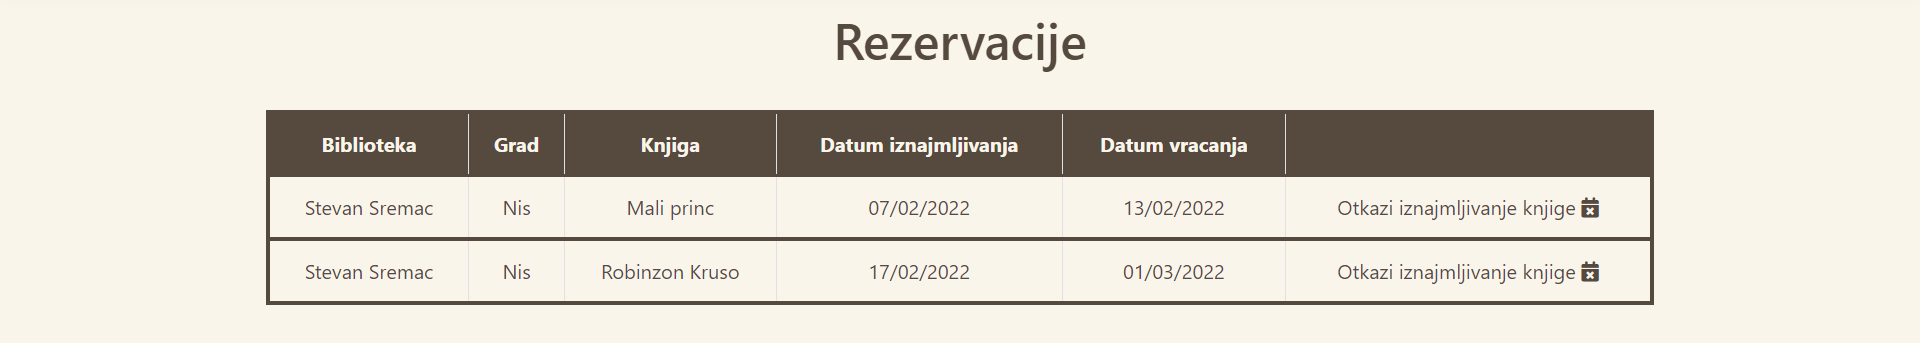 Rezervacije
Biblioteka Grad Knjiga Datum iznajmljivanja Datum vracanja
Stevan Sremac Nis Mali princ 07/02/2022 13/02/2022 Otkazi iznajmljivanje knjige
Stevan Sremac Nis Robinzon Kruso 17/02/2022 01/03/2022 Otkazi iznajmljivanje knjige